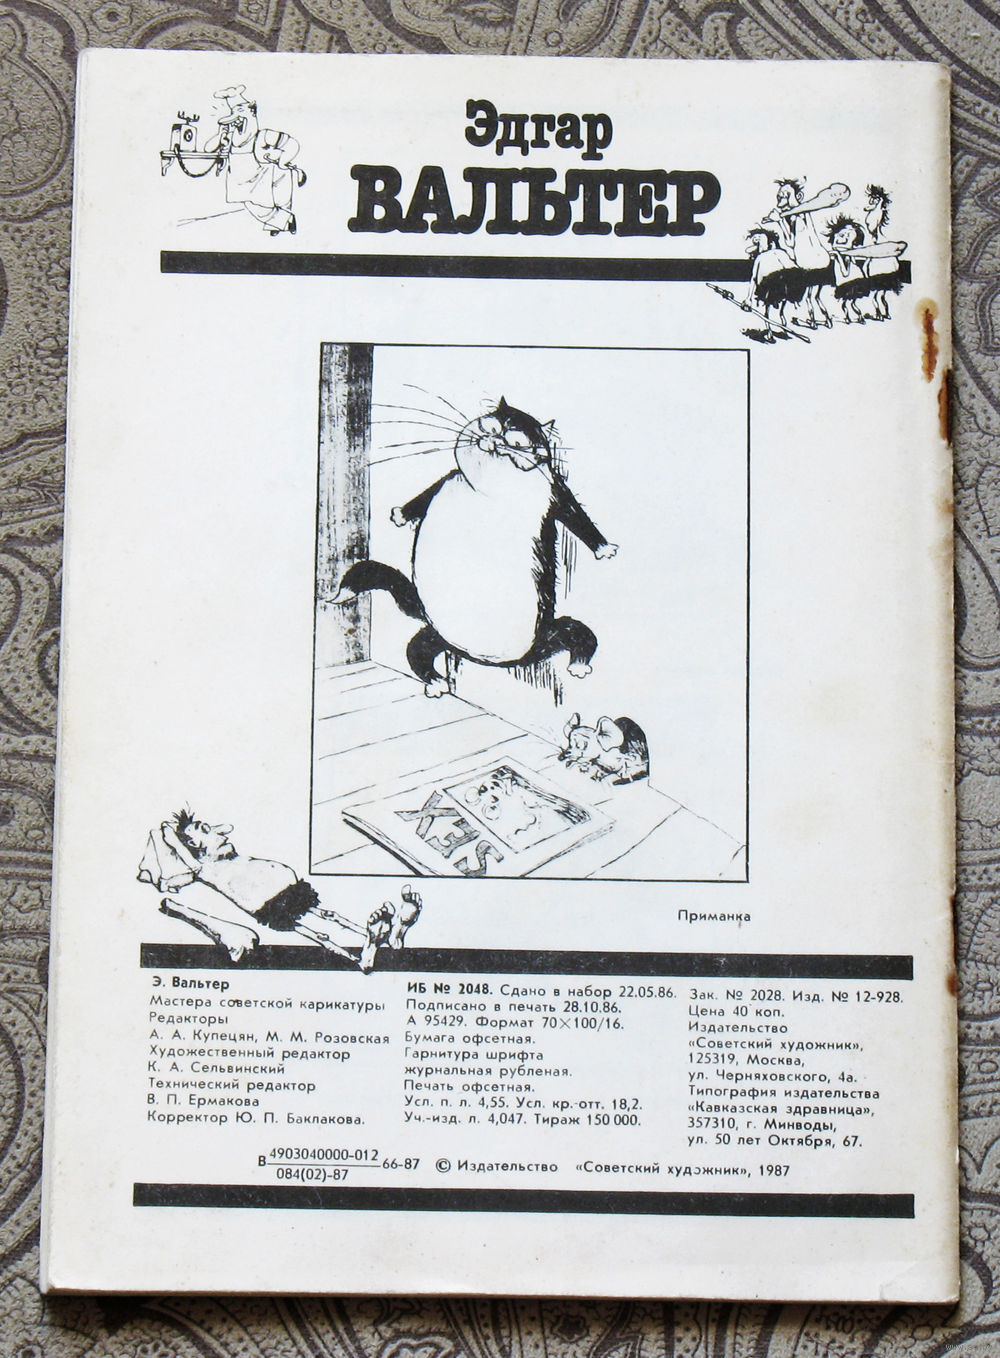 Эдгар
ВАЛЬТЕР
SEX
Приманка
Э. Вальтер
Мастера советской карикатуры
Редакторы
А. А. Купецян, М. М. Розовская
Художественный редактор
К. А. Сельвинский
Технический редактор
В. П. Ермакова
Корректор Ю. П. Баклакова.
ИБ № 2048. Сдано в набор 22.05.86.
Подписано в печать 28.10.86.
А 95429. Формат 70×100/16.
Бумага офсетная.
Гарнитура шрифта
журнальная рубленая.
Печать офсетная.
Усл. п. л. 4,55. Усл. кр.-отт. 18,2.
Уч.-изд. л. 4,047. Тираж 150 000.
Зак. № 2028. Изд. № 12-928.
Цена 40 коп.
Издательство
«Советский художник»,
125319, Москва,
ул. Черняховского, 4а.
Типография издательства
«Кавказская здравница»,
357310, г. Минводы,
ул. 50 лет Октября, 67.
В 4903040000-012
084(02)-87
66-87 © Издательство «Советский художник», 1987